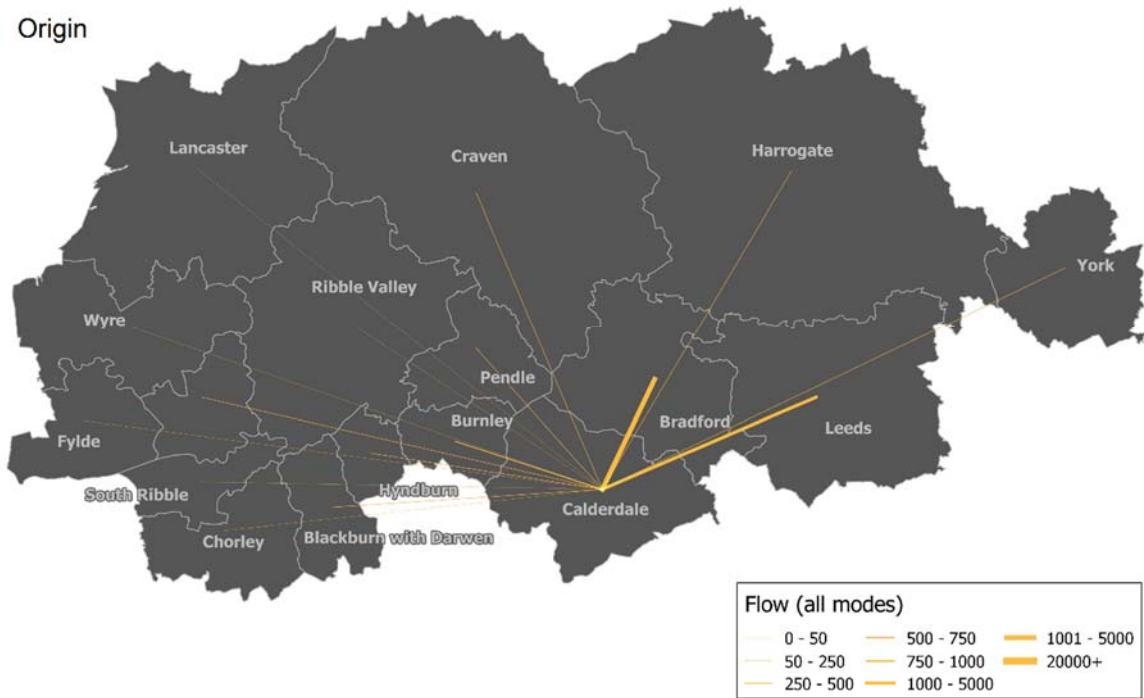 Origin
Lancaster
Craven
Harrogate
York
Ribble Valley
Wyre
Pendle
Burnley
Bradford
Leeds
Fylde
South Ribble
Hyndburn
Calderdale
Chorley
Blackburn with Darwen
Flow (all modes)
0 - 50
500 - 750
1001 - 5000
50 - 250
750 - 1000
20000+
250 - 500
1000 - 5000